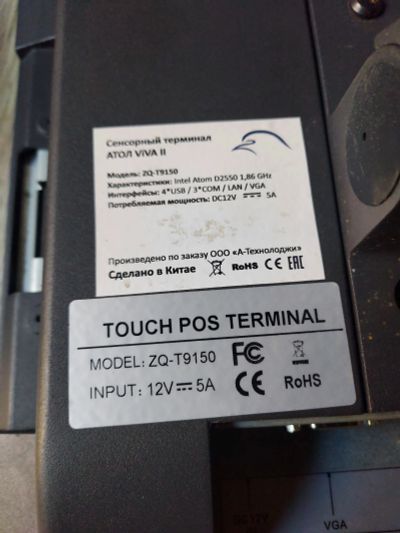 Сенсорный терминал
АТОЛ ViVA II
Модель: ZQ-T9150
Характеристики: Intel Atom D2550 1,86 GHz
Интерфейсы: 4*USB / 3*COM / LAN / VGA
Потребляемая мощность: DC12V ⎓ 5A
Произведено по заказу ООО «А-Технолоджи»
Сделано в Китае RoHS CE EAC
TOUCH POS TERMINAL
MODEL: ZQ-T9150 FC
INPUT: 12V ⎓ 5A CE RoHS
DC 12V
VGA